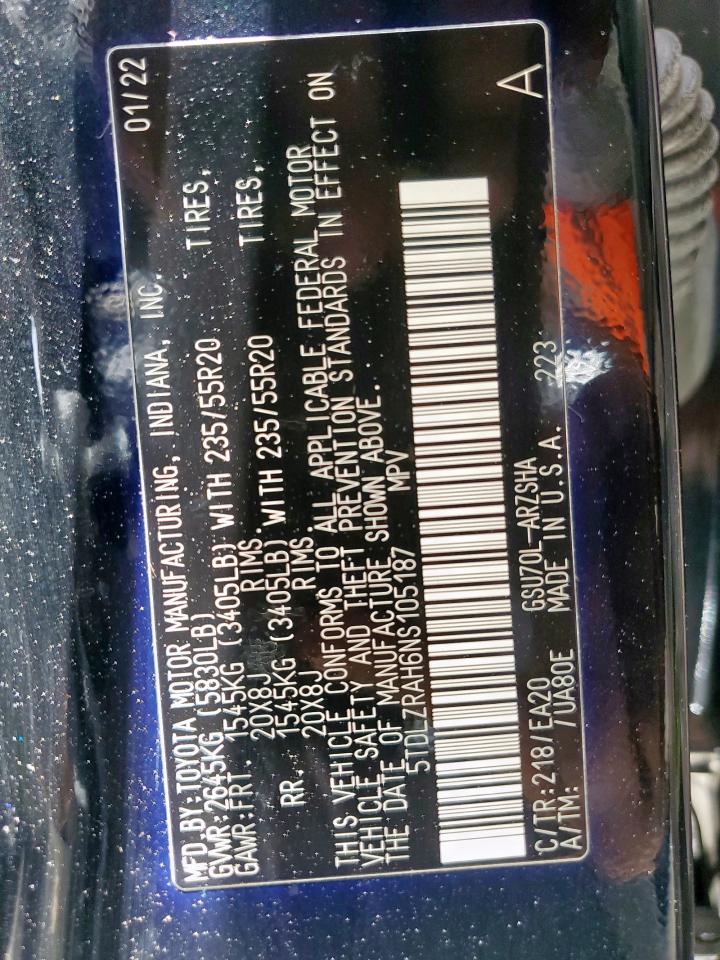 MFD. BY: TOYOTA MOTOR MANUFACTURING, INDIANA, INC. 01/22
GVWR: 2645KG (5830LB)
GAWR: FRT. 1545KG (3405LB) WITH 235/55R20 TIRES,
20X8J RIMS.
RR. 1545KG (3405LB) WITH 235/55R20 TIRES,
20X8J RIMS.
THIS VEHICLE CONFORMS TO ALL APPLICABLE FEDERAL MOTOR
VEHICLE SAFETY AND THEFT PREVENTION STANDARDS IN EFFECT ON
THE DATE OF MANUFACTURE SHOWN ABOVE.
5TDLZRAH6NS105187 MPV
C/TR: 218/EA20 GSU70L-ARZSHA
A/TM: /UA80E MADE IN U.S.A. 223 A